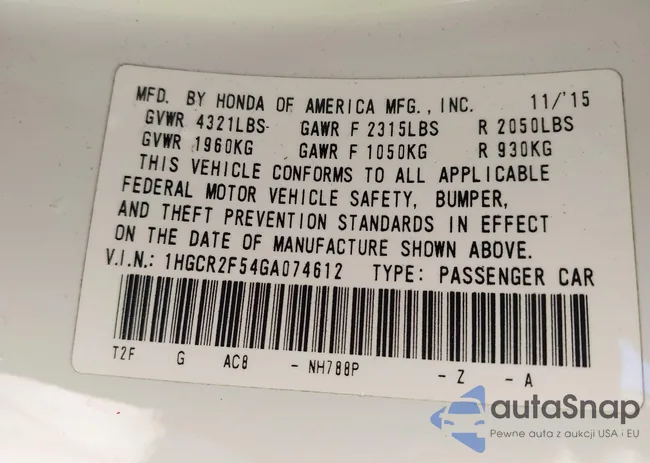 MFD. BY HONDA OF AMERICA MFG., INC. 11/'15
GVWR 4321LBS GAWR F 2315LBS R 2050LBS
GVWR 1960KG GAWR F 1050KG R 930KG
THIS VEHICLE CONFORMS TO ALL APPLICABLE
FEDERAL MOTOR VEHICLE SAFETY, BUMPER,
AND THEFT PREVENTION STANDARDS IN EFFECT
ON THE DATE OF MANUFACTURE SHOWN ABOVE.
V.I.N.: 1HGCR2F54GA074612 TYPE: PASSENGER CAR
T2F G AC8 - NH788P - Z - A
autaSnap
Pewne auta z aukcji USA i EU